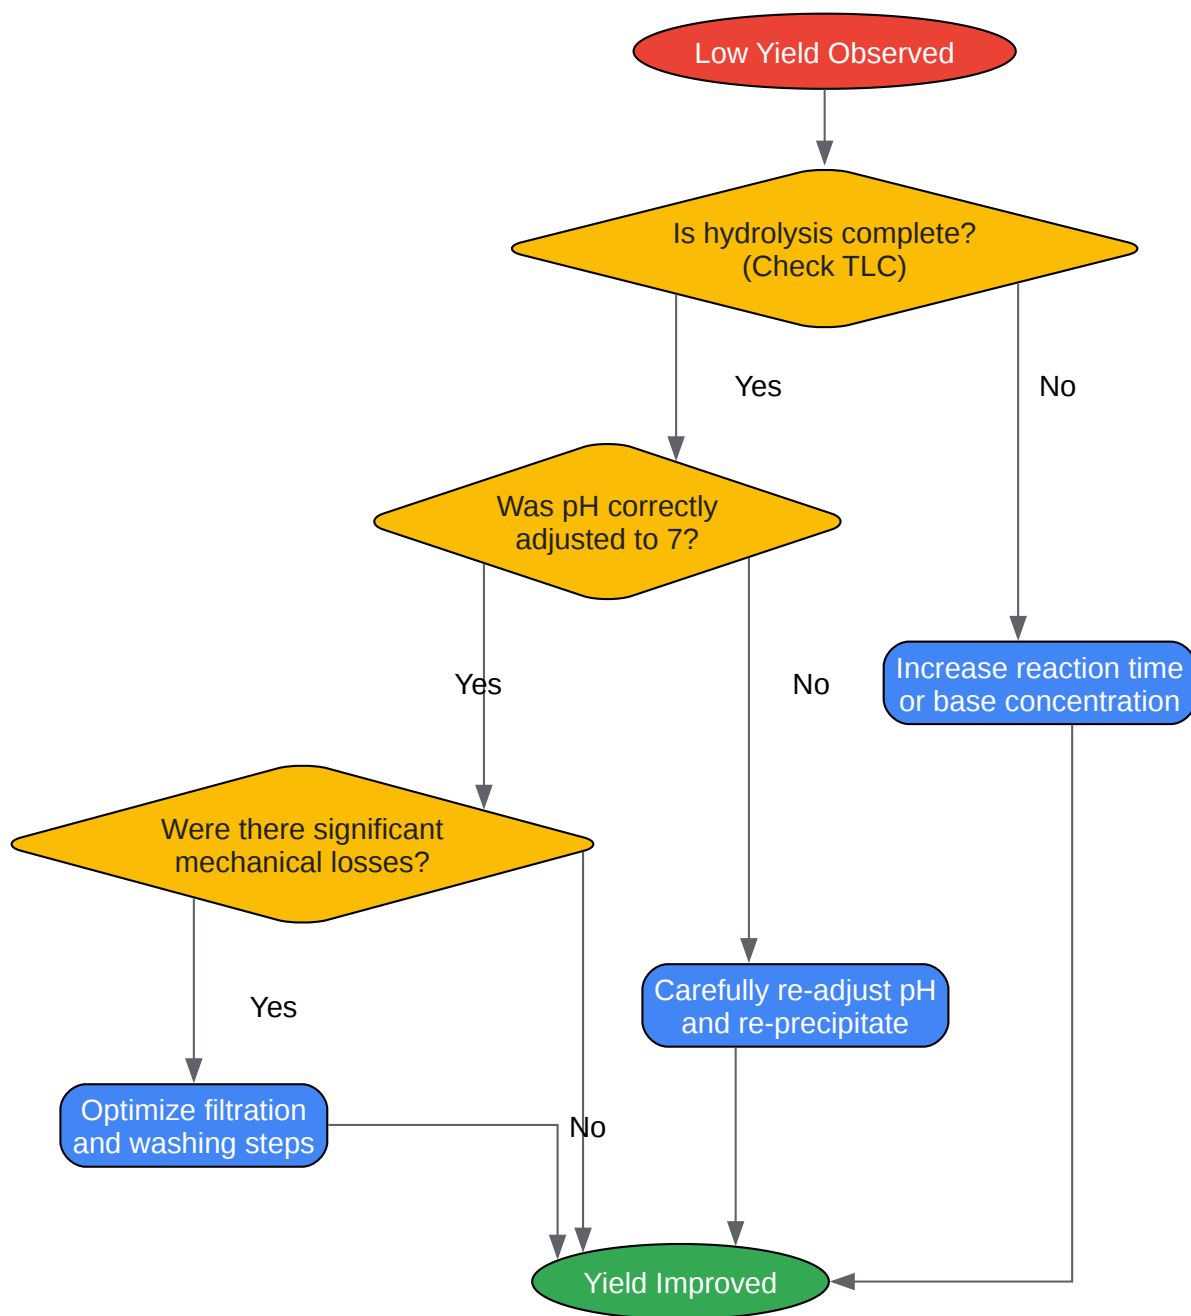 Low Yield Observed
Is hydrolysis complete?
(Check TLC)
Yes
No
Was pH correctly
adjusted to 7?
Yes
No
Increase reaction time
or base concentration
Were there significant
mechanical losses?
Yes
Carefully re-adjust pH
and re-precipitate
Optimize filtration
and washing steps
No
Yield Improved